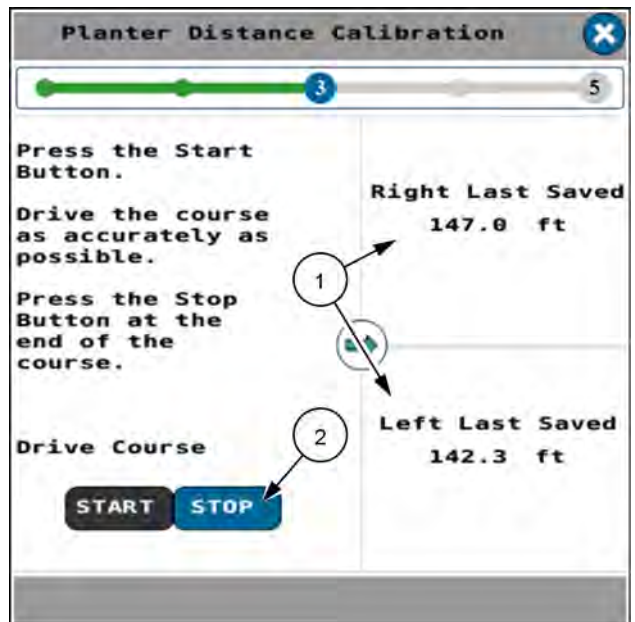 Planter Distance Calibration
3
5
Press the Start
Button.
Drive the course
as accurately as
possible.
Press the Stop
Button at the
end of the
course.
Drive Course
START STOP
Right Last Saved
147.0 ft
1
2
Left Last Saved
142.3 ft